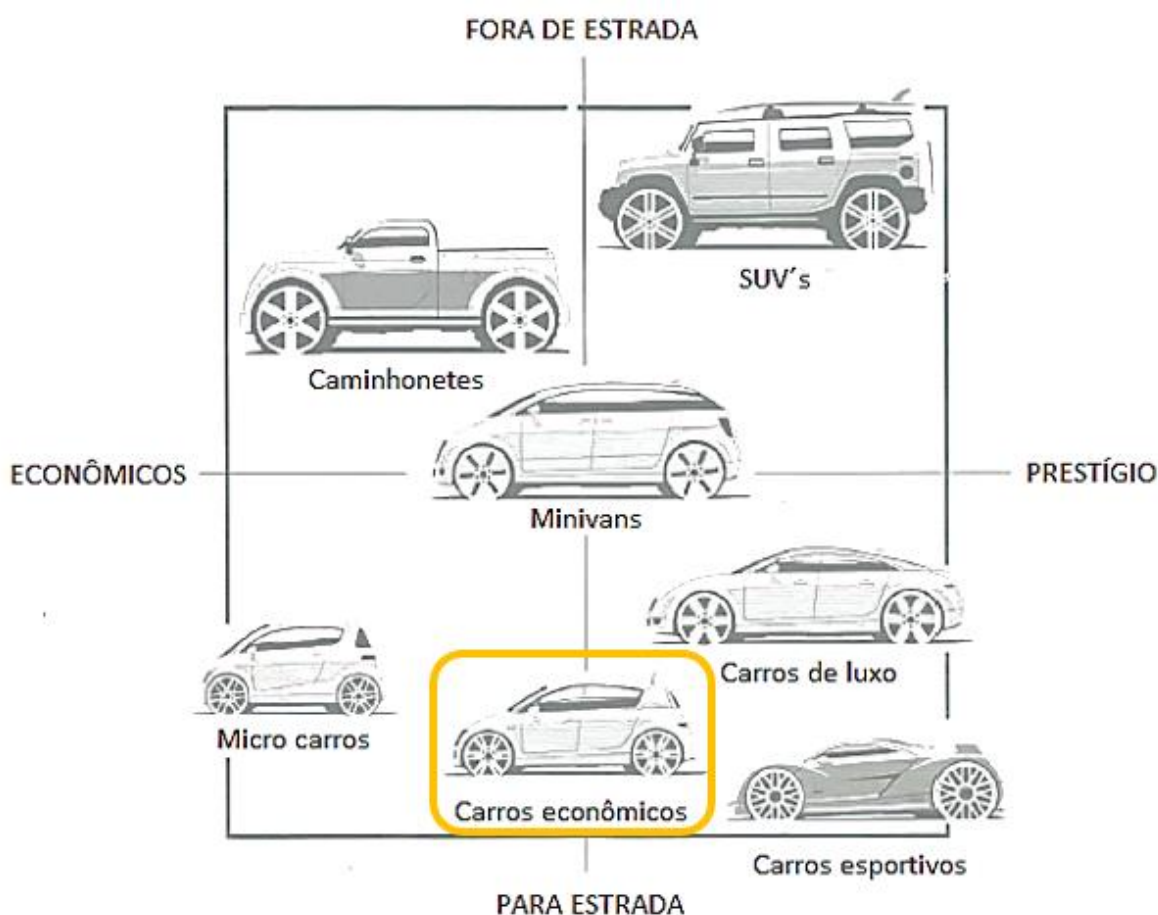 FORA DE ESTRADA
SUV´s
Caminhonetes
ECONÔMICOS
PRESTÍGIO
Minivans
Carros de luxo
Micro carros
Carros econômicos
Carros esportivos
PARA ESTRADA